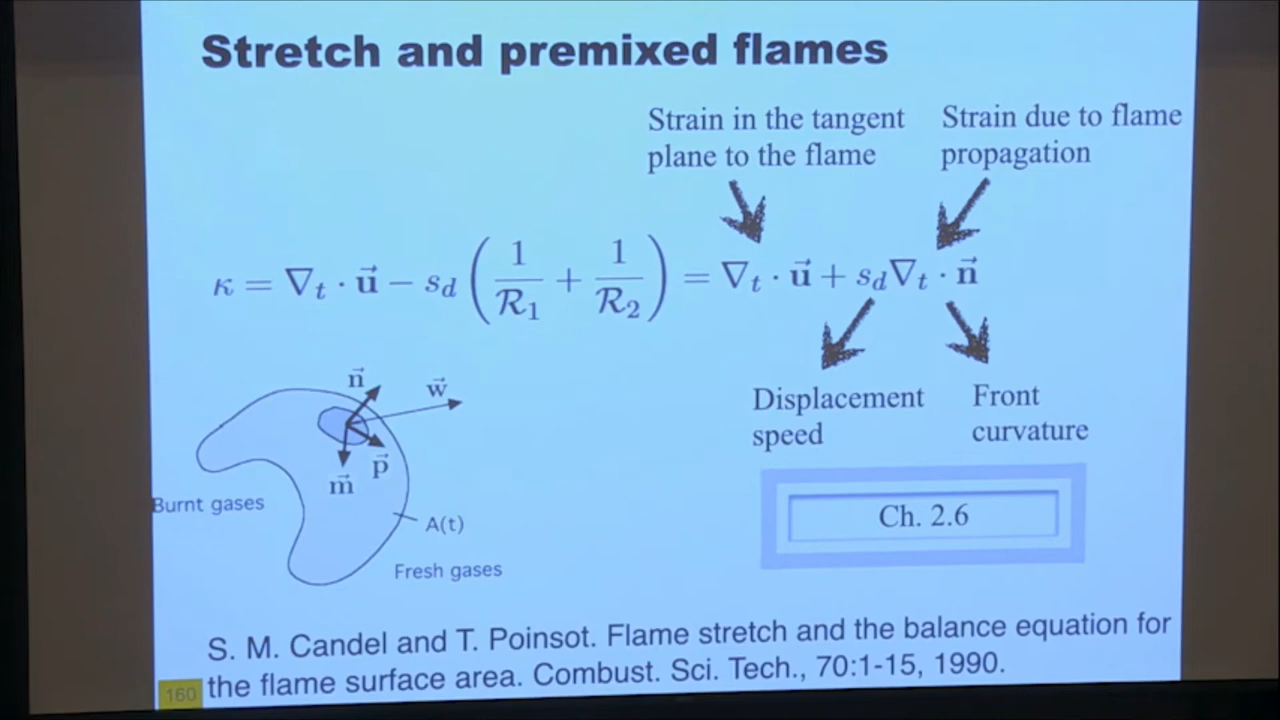 Stretch and premixed flames
Strain in the tangent
plane to the flame
Strain due to flame
propagation
κ = ∇t · u⃗ − sd (1/R1 + 1/R2) = ∇t · u⃗ + sd∇t · n⃗
Displacement
speed
Front
curvature
n⃗
w⃗
p⃗
m⃗
Burnt gases
A(t)
Fresh gases
Ch. 2.6
S. M. Candel and T. Poinsot. Flame stretch and the balance equation for
the flame surface area. Combust. Sci. Tech., 70:1-15, 1990.
160